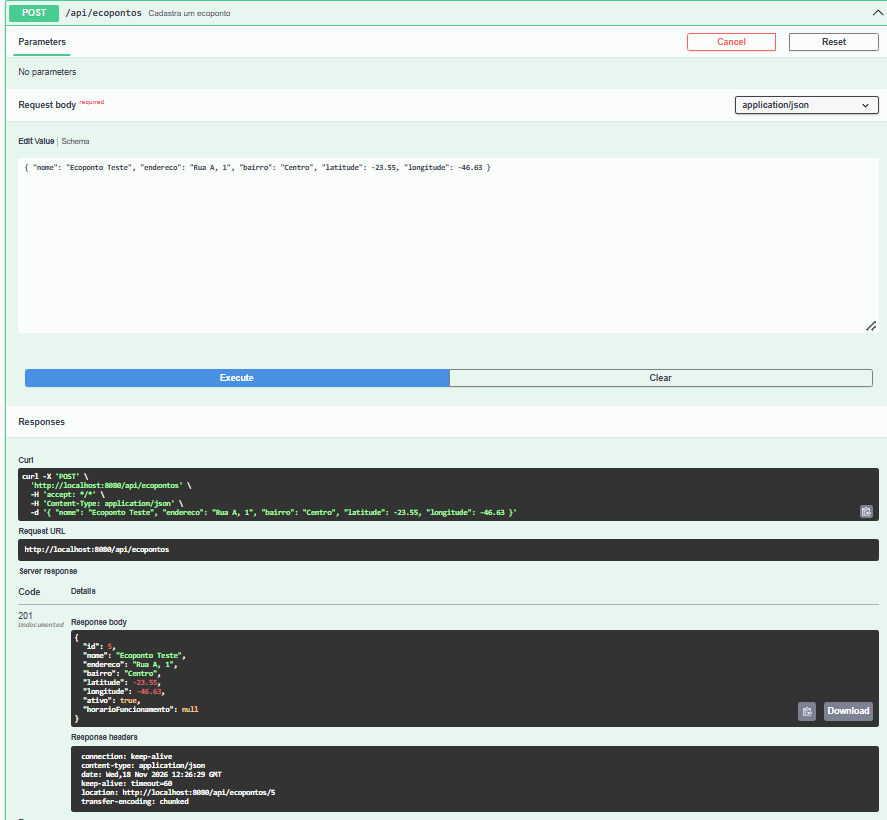 POST /api/ecopontos Cadastra um ecoponto
Parameters
Cancel
Reset
No parameters
Request body required
application/json
Edit Value | Schema
{ "nome": "Ecoponto Teste", "endereco": "Rua A, 1", "bairro": "Centro", "latitude": -23.55, "longitude": -46.63 }
Execute
Clear
Responses
Curl
curl -X 'POST' \
'http://localhost:8080/api/ecopontos' \
-H 'accept: */*' \
-H 'Content-Type: application/json' \
-d '{ "nome": "Ecoponto Teste", "endereco": "Rua A, 1", "bairro": "Centro", "latitude": -23.55, "longitude": -46.63 }'
Request URL
http://localhost:8080/api/ecopontos
Server response
Code Details
201
Undocumented
Response body
{
"id": 5,
"nome": "Ecoponto Teste",
"endereco": "Rua A, 1",
"bairro": "Centro",
"latitude": -23.55,
"longitude": -46.63,
"ativo": true,
"horarioFuncionamento": null
}
Download
Response headers
connection: keep-alive
content-type: application/json
date: Wed,18 Nov 2026 12:26:29 GMT
keep-alive: timeout=60
location: http://localhost:8080/api/ecopontos/5
transfer-encoding: chunked